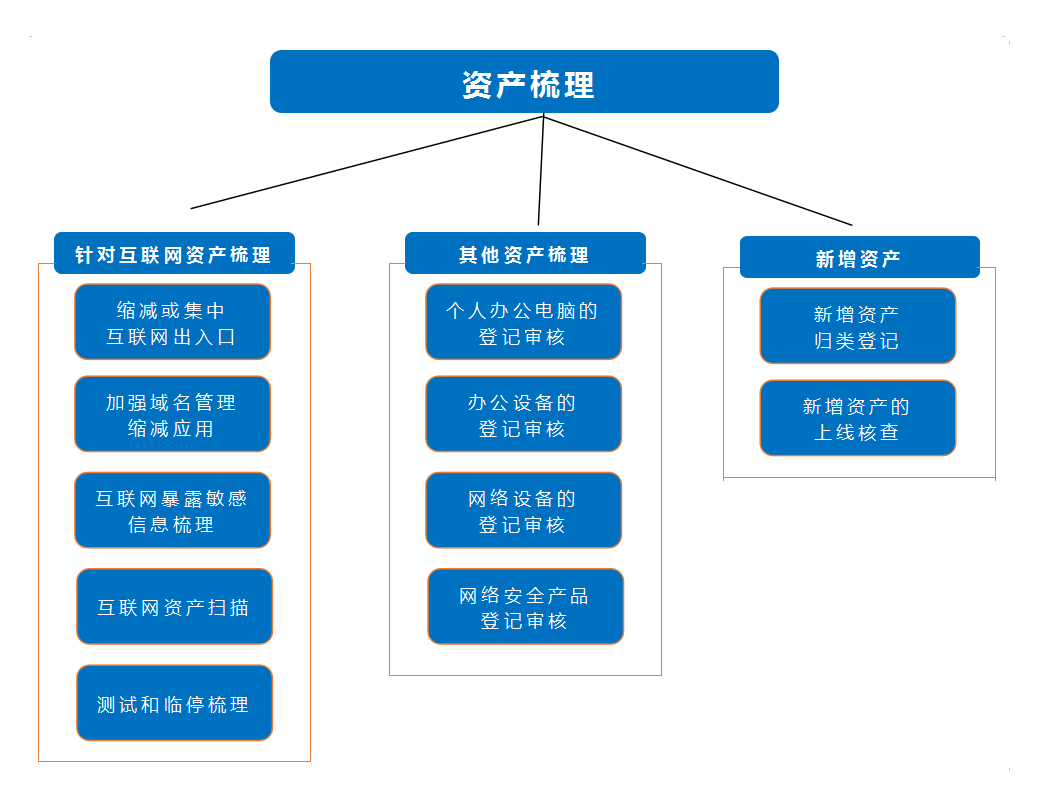 资产梳理
针对互联网资产梳理
缩减或集中
互联网出入口
加强域名管理
缩减应用
互联网暴露敏感
信息梳理
互联网资产扫描
测试和临停梳理
其他资产梳理
个人办公电脑的
登记审核
办公设备的
登记审核
网络设备的
登记审核
网络安全产品
登记审核
新增资产
新增资产
归类登记
新增资产的
上线核查